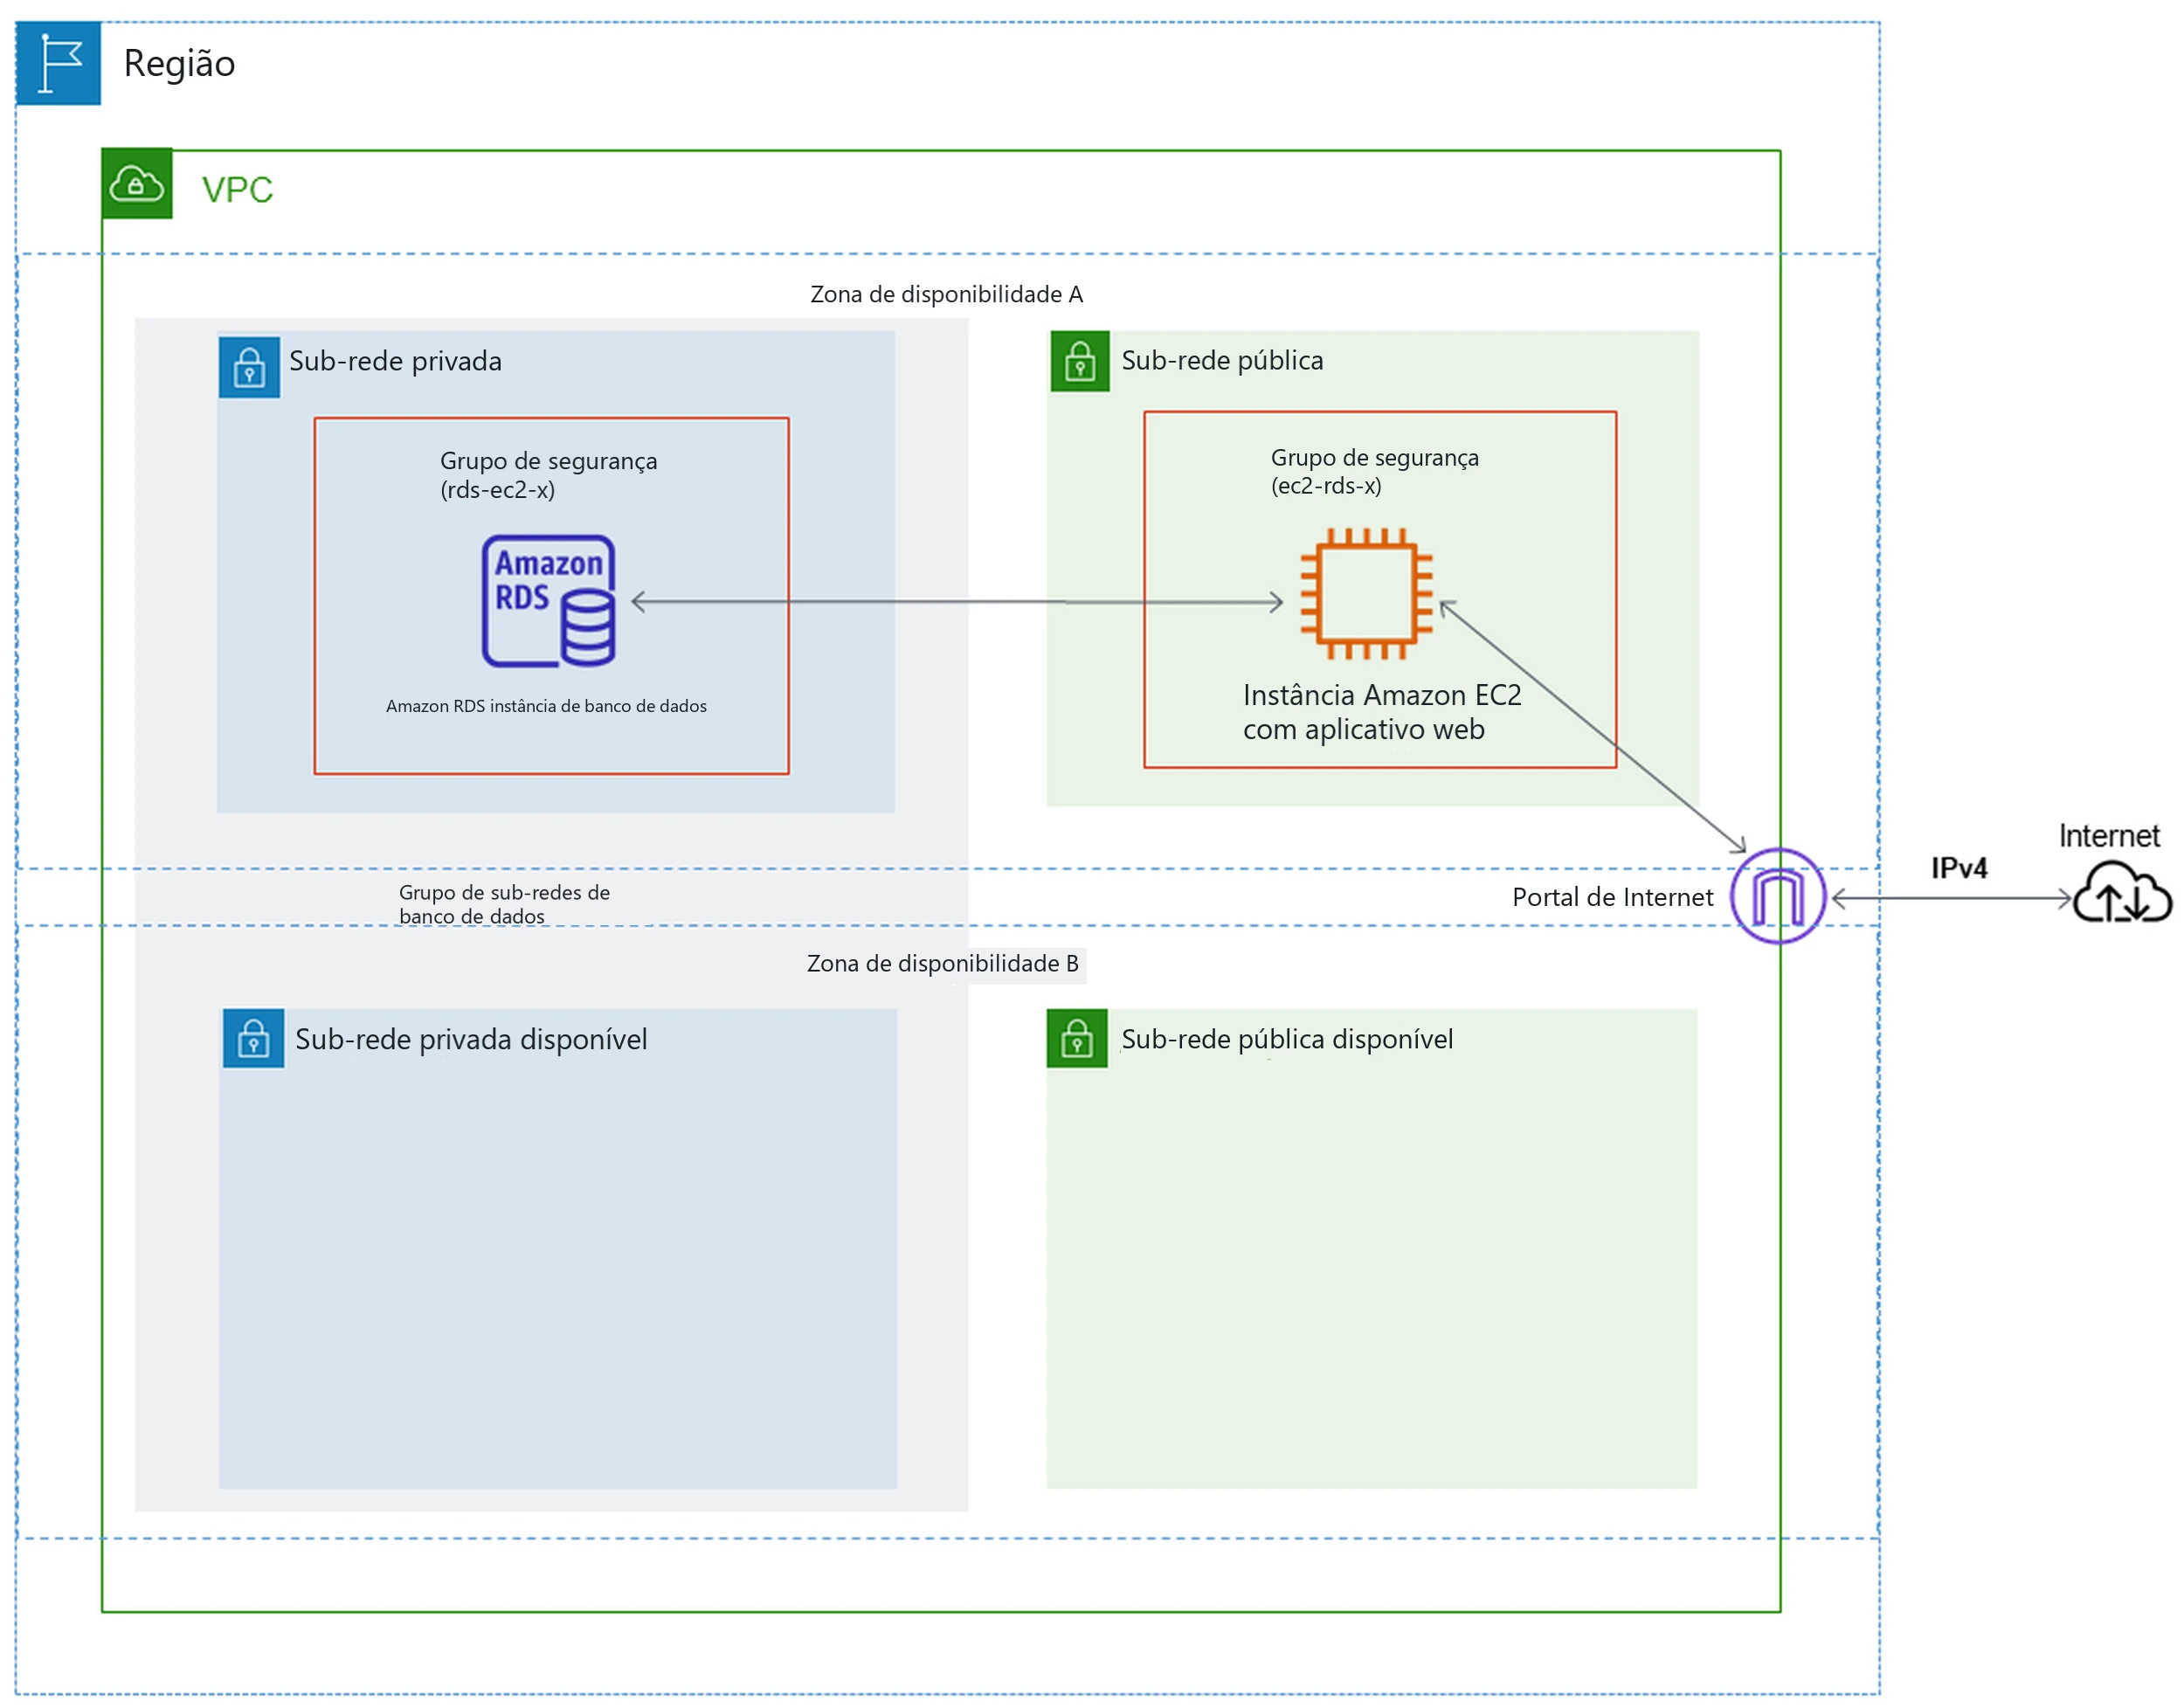 Região
VPC
Zona de disponibilidade A
Sub-rede privada
Sub-rede pública
Grupo de segurança
(rds-ec2-x)
Grupo de segurança
(ec2-rds-x)
Amazon
RDS
Amazon RDS instância de banco de dados
Instância Amazon EC2
com aplicativo web
Internet
IPv4
Portal de Internet
Grupo de sub-redes de
banco de dados
Zona de disponibilidade B
Sub-rede privada disponível
Sub-rede pública disponível